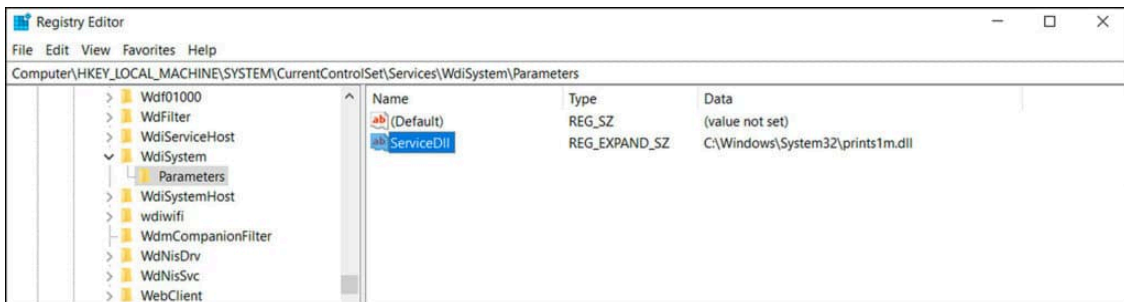 Registry Editor
File Edit View Favorites Help
Computer\HKEY_LOCAL_MACHINE\SYSTEM\CurrentControlSet\Services\WdiSystem\Parameters
Wdf01000
WdFilter
WdiServiceHost
WdiSystem
Parameters
WdiSystemHost
wdiwifi
WdmCompanionFilter
WdNisDrv
WdNisSvc
WebClient
Name Type Data
ab (Default) REG_SZ (value not set)
ab ServiceDll REG_EXPAND_SZ C:\Windows\System32\prints1m.dll